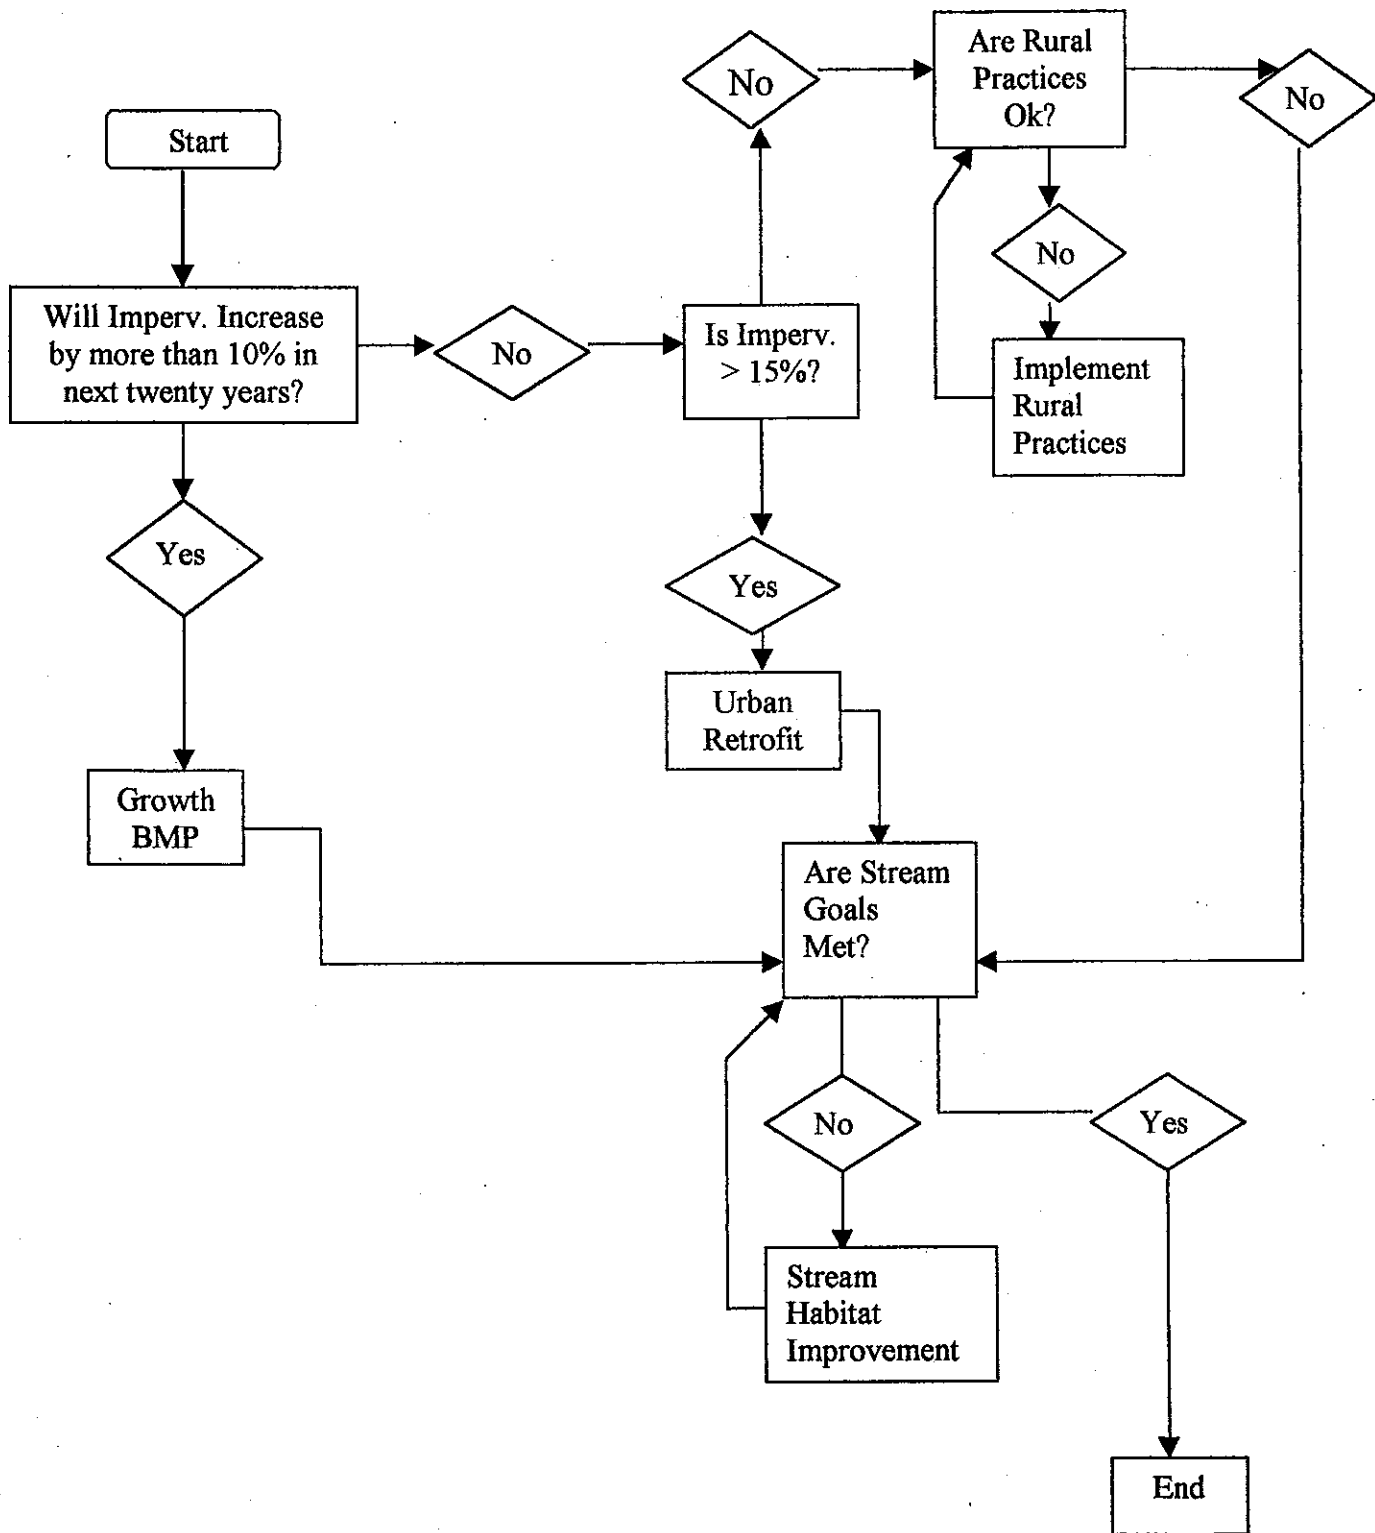 Start
Will Imperv. Increase
by more than 10% in
next twenty years?
No
Is Imperv.
> 15%?
No
Are Rural
Practices
Ok?
No
No
Implement
Rural
Practices
Yes
Growth
BMP
Yes
Urban
Retrofit
Are Stream
Goals
Met?
No
Yes
Stream
Habitat
Improvement
End